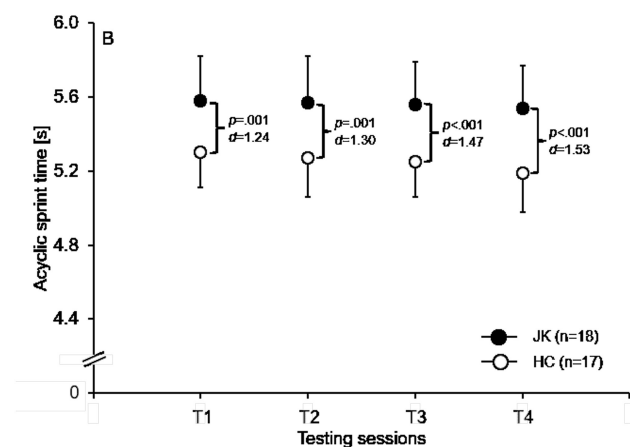 B
Acyclic sprint time [s]
6.0
5.6
5.2
4.8
4.4
0
p=.001
d=1.24
p=.001
d=1.30
p<.001
d=1.47
p<.001
d=1.53
JK (n=18)
HC (n=17)
T1 T2 T3 T4
Testing sessions